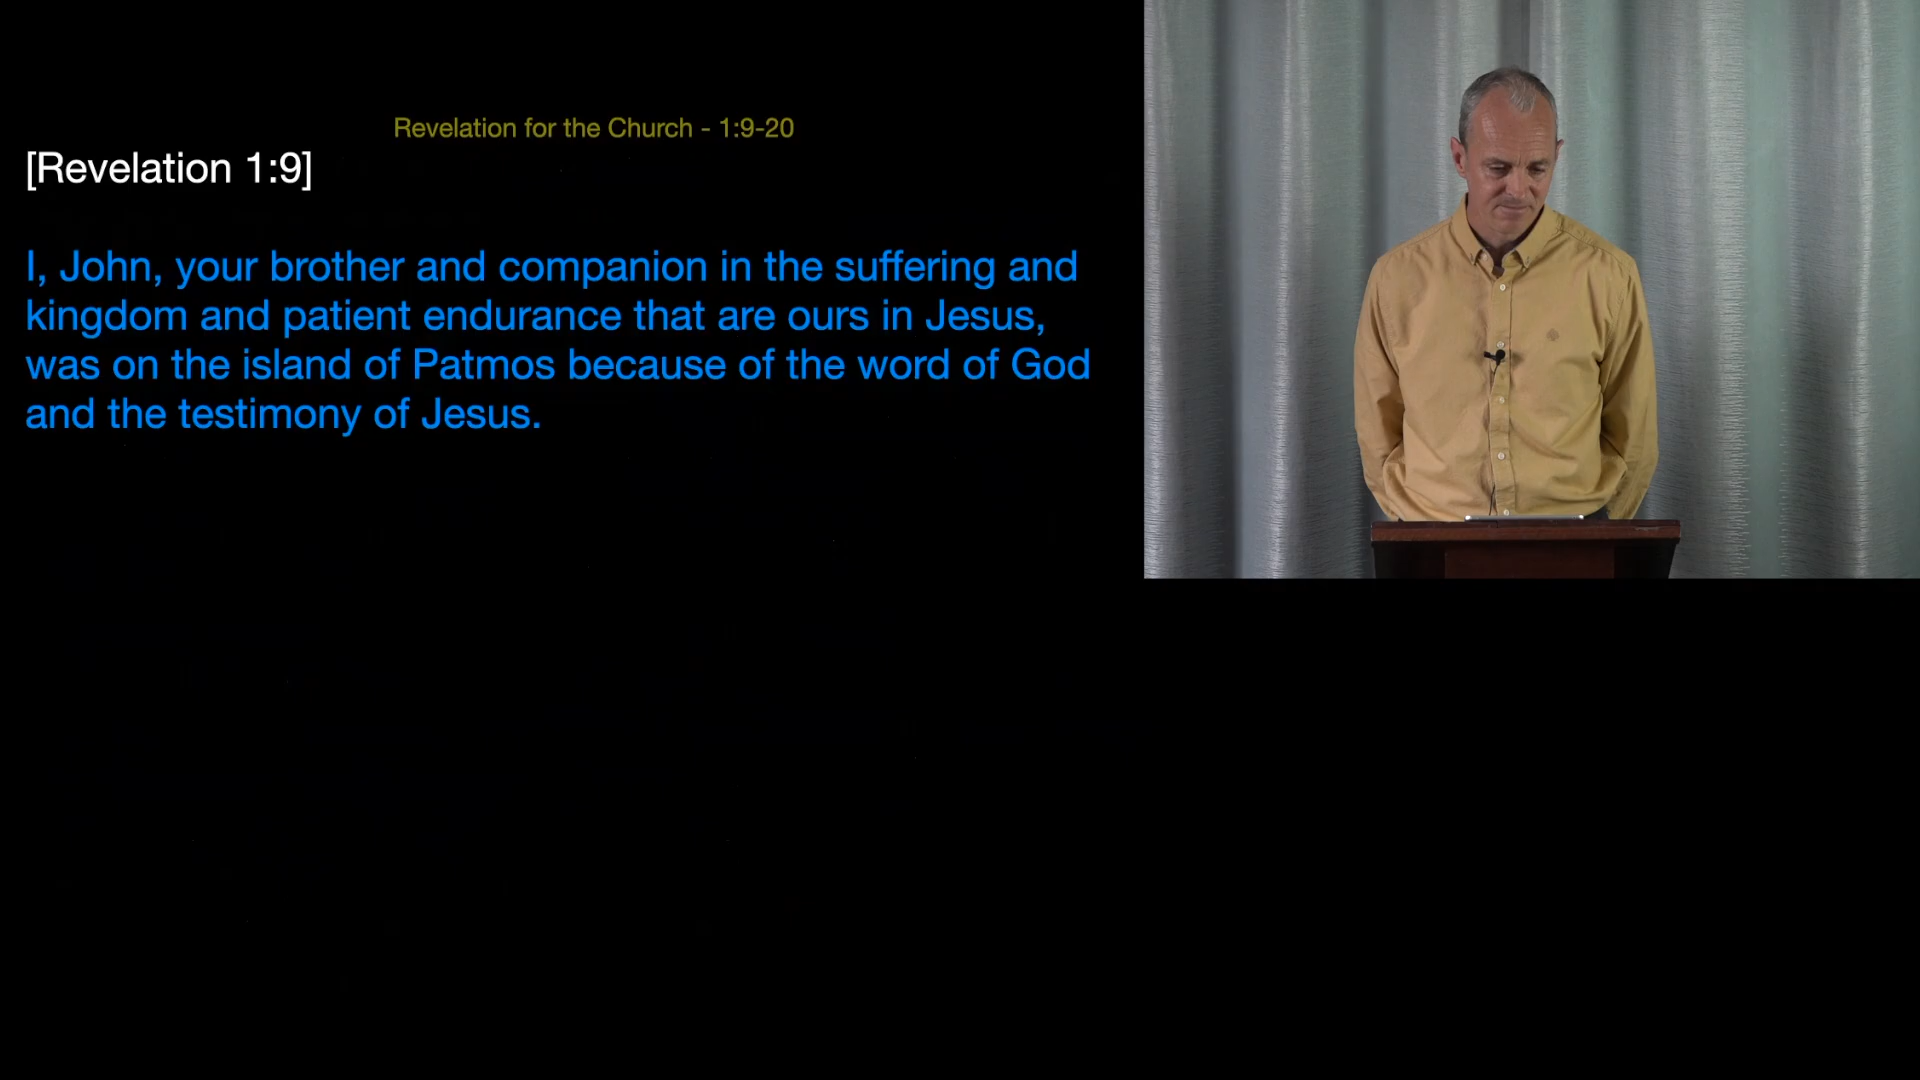 Revelation for the Church - 1:9-20
[Revelation 1:9]
I, John, your brother and companion in the suffering and
kingdom and patient endurance that are ours in Jesus,
was on the island of Patmos because of the word of God
and the testimony of Jesus.